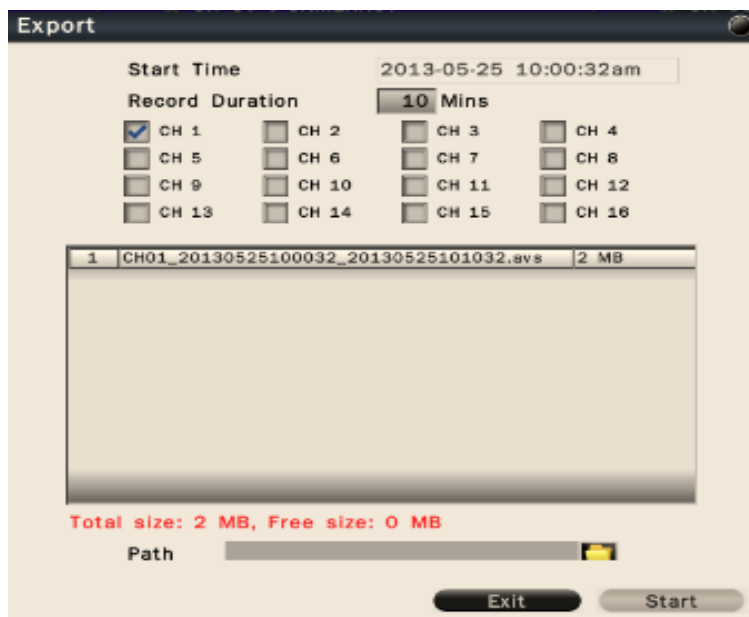 Export
Start Time 2013-05-25 10:00:32am
Record Duration 10 Mins
CH 1 CH 2 CH 3 CH 4
CH 5 CH 6 CH 7 CH 8
CH 9 CH 10 CH 11 CH 12
CH 13 CH 14 CH 15 CH 16
1 CH01_20130525100032_20130525101032.avs 2 MB
Total size: 2 MB, Free size: 0 MB
Path
Exit Start